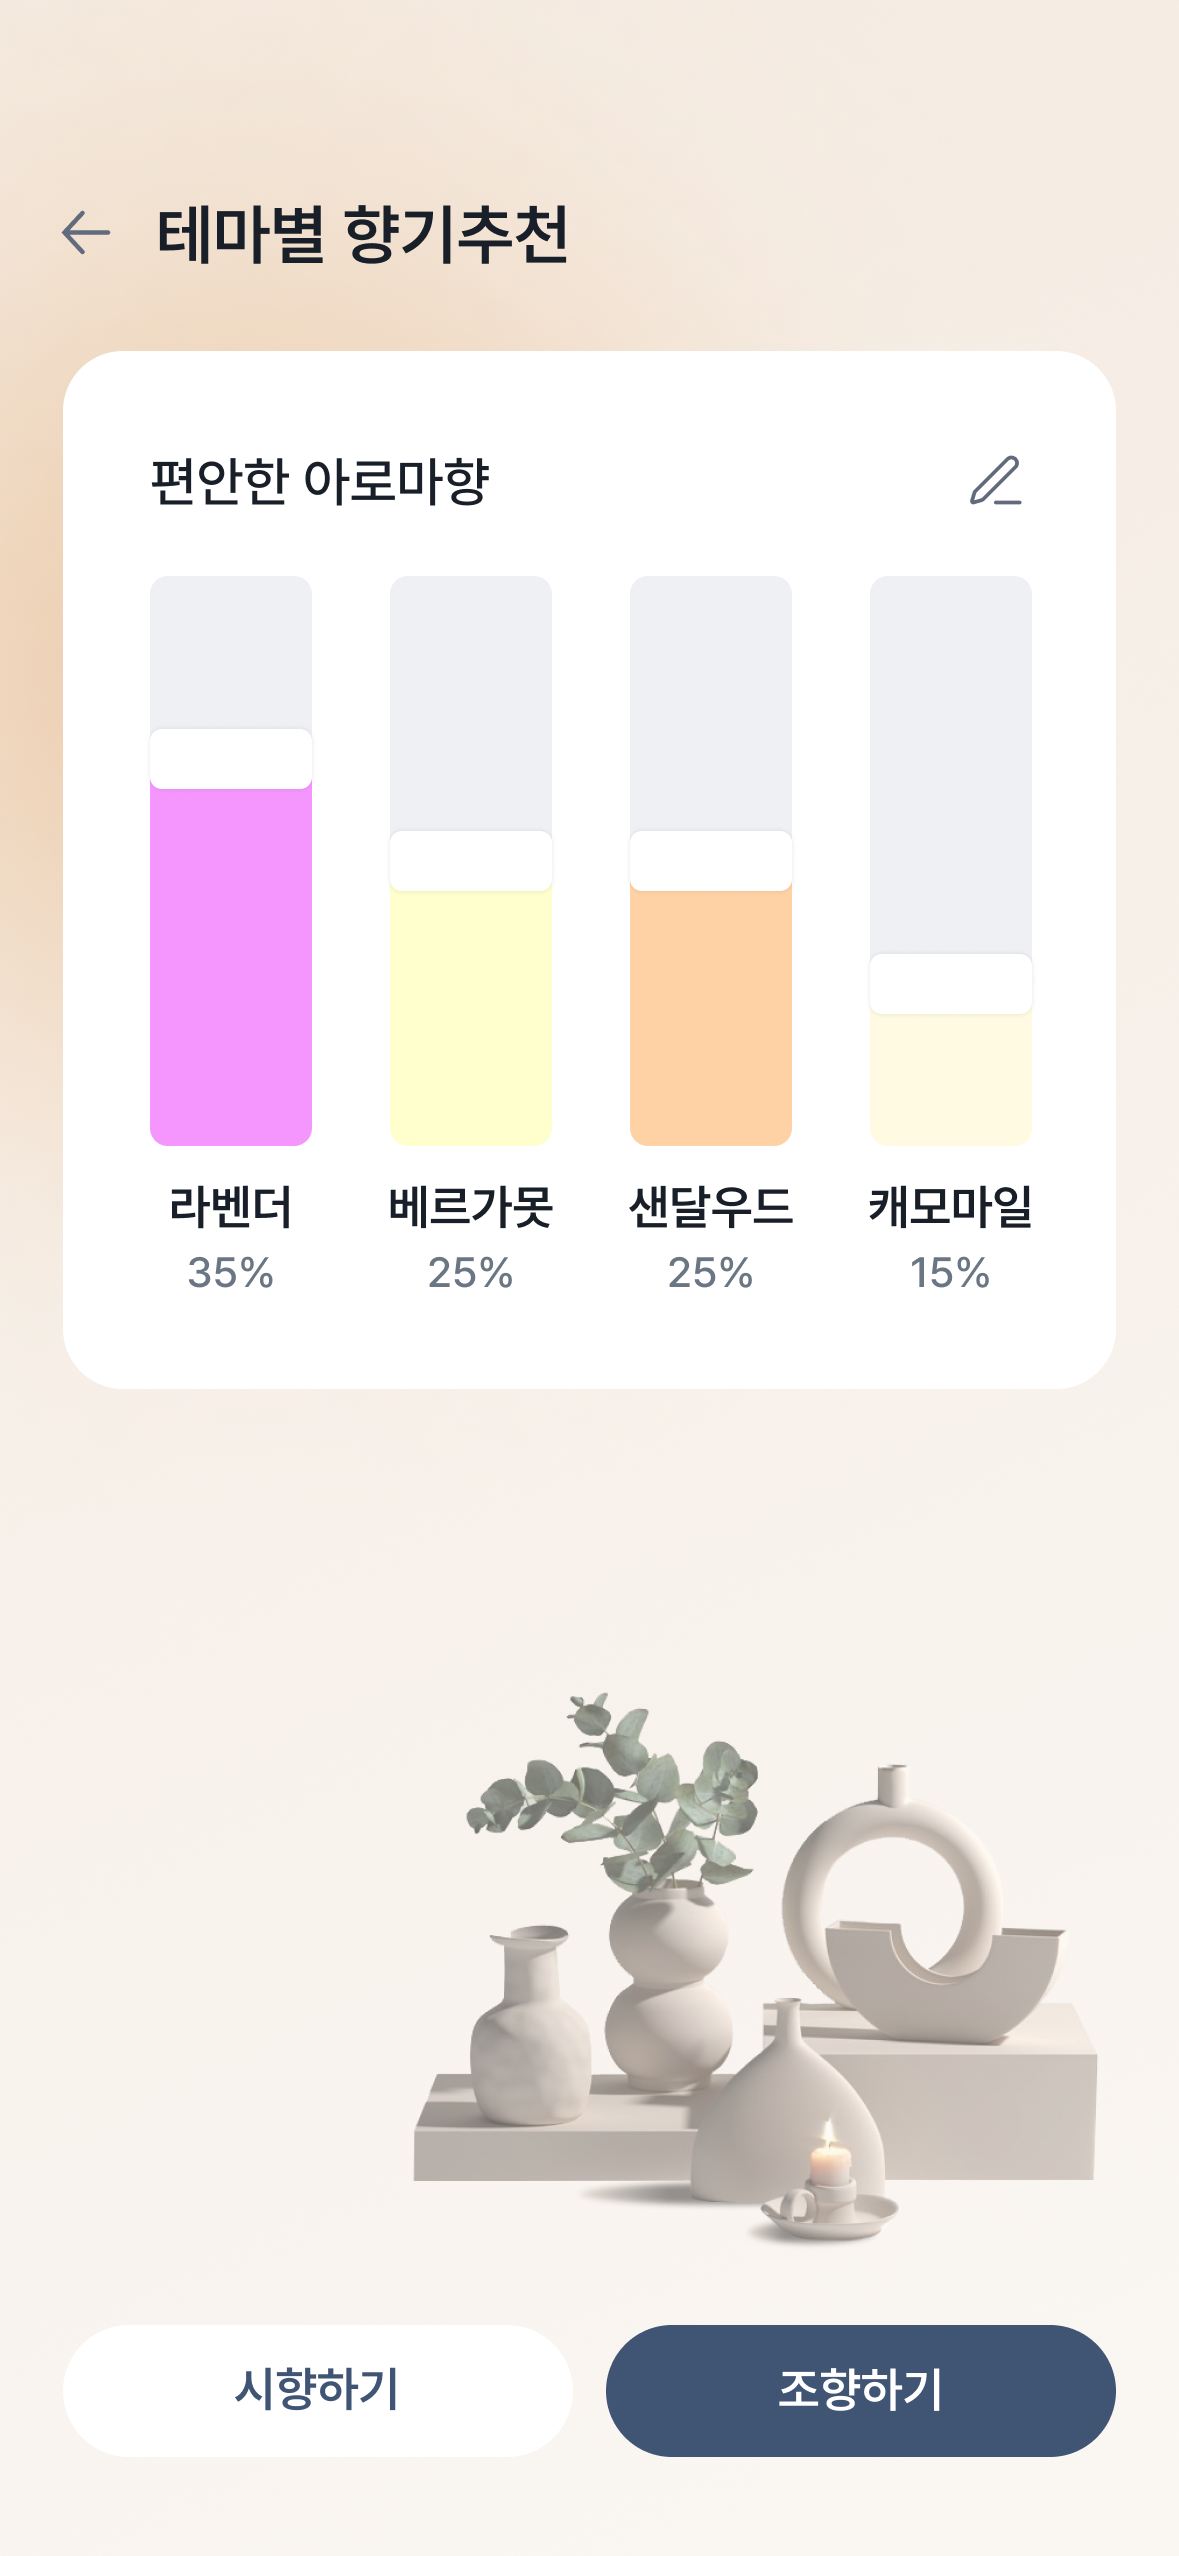 테마별 향기추천
편안한 아로마향
라벤더 베르가못 샌달우드 캐모마일
35% 25% 25% 15%
시향하기 조향하기